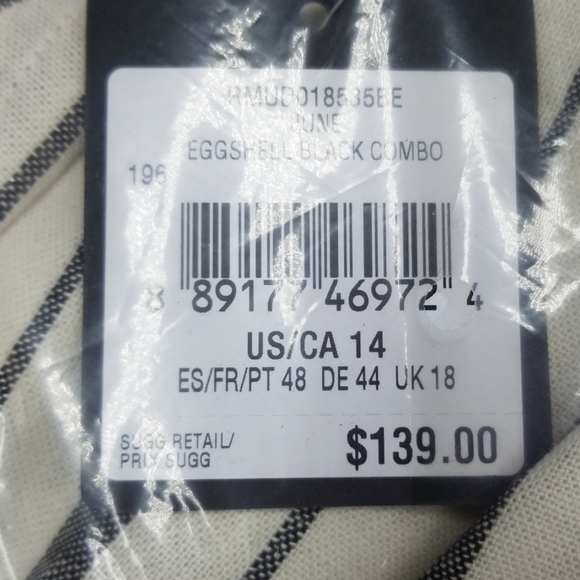 HMUD018535BE
JUNE
EGGSHELL BLACK COMBO
196
8 89177 46972 4
US/CA 14
ES/FR/PT 48 DE 44 UK 18
SUGG RETAIL/
PRIX SUGG
$139.00